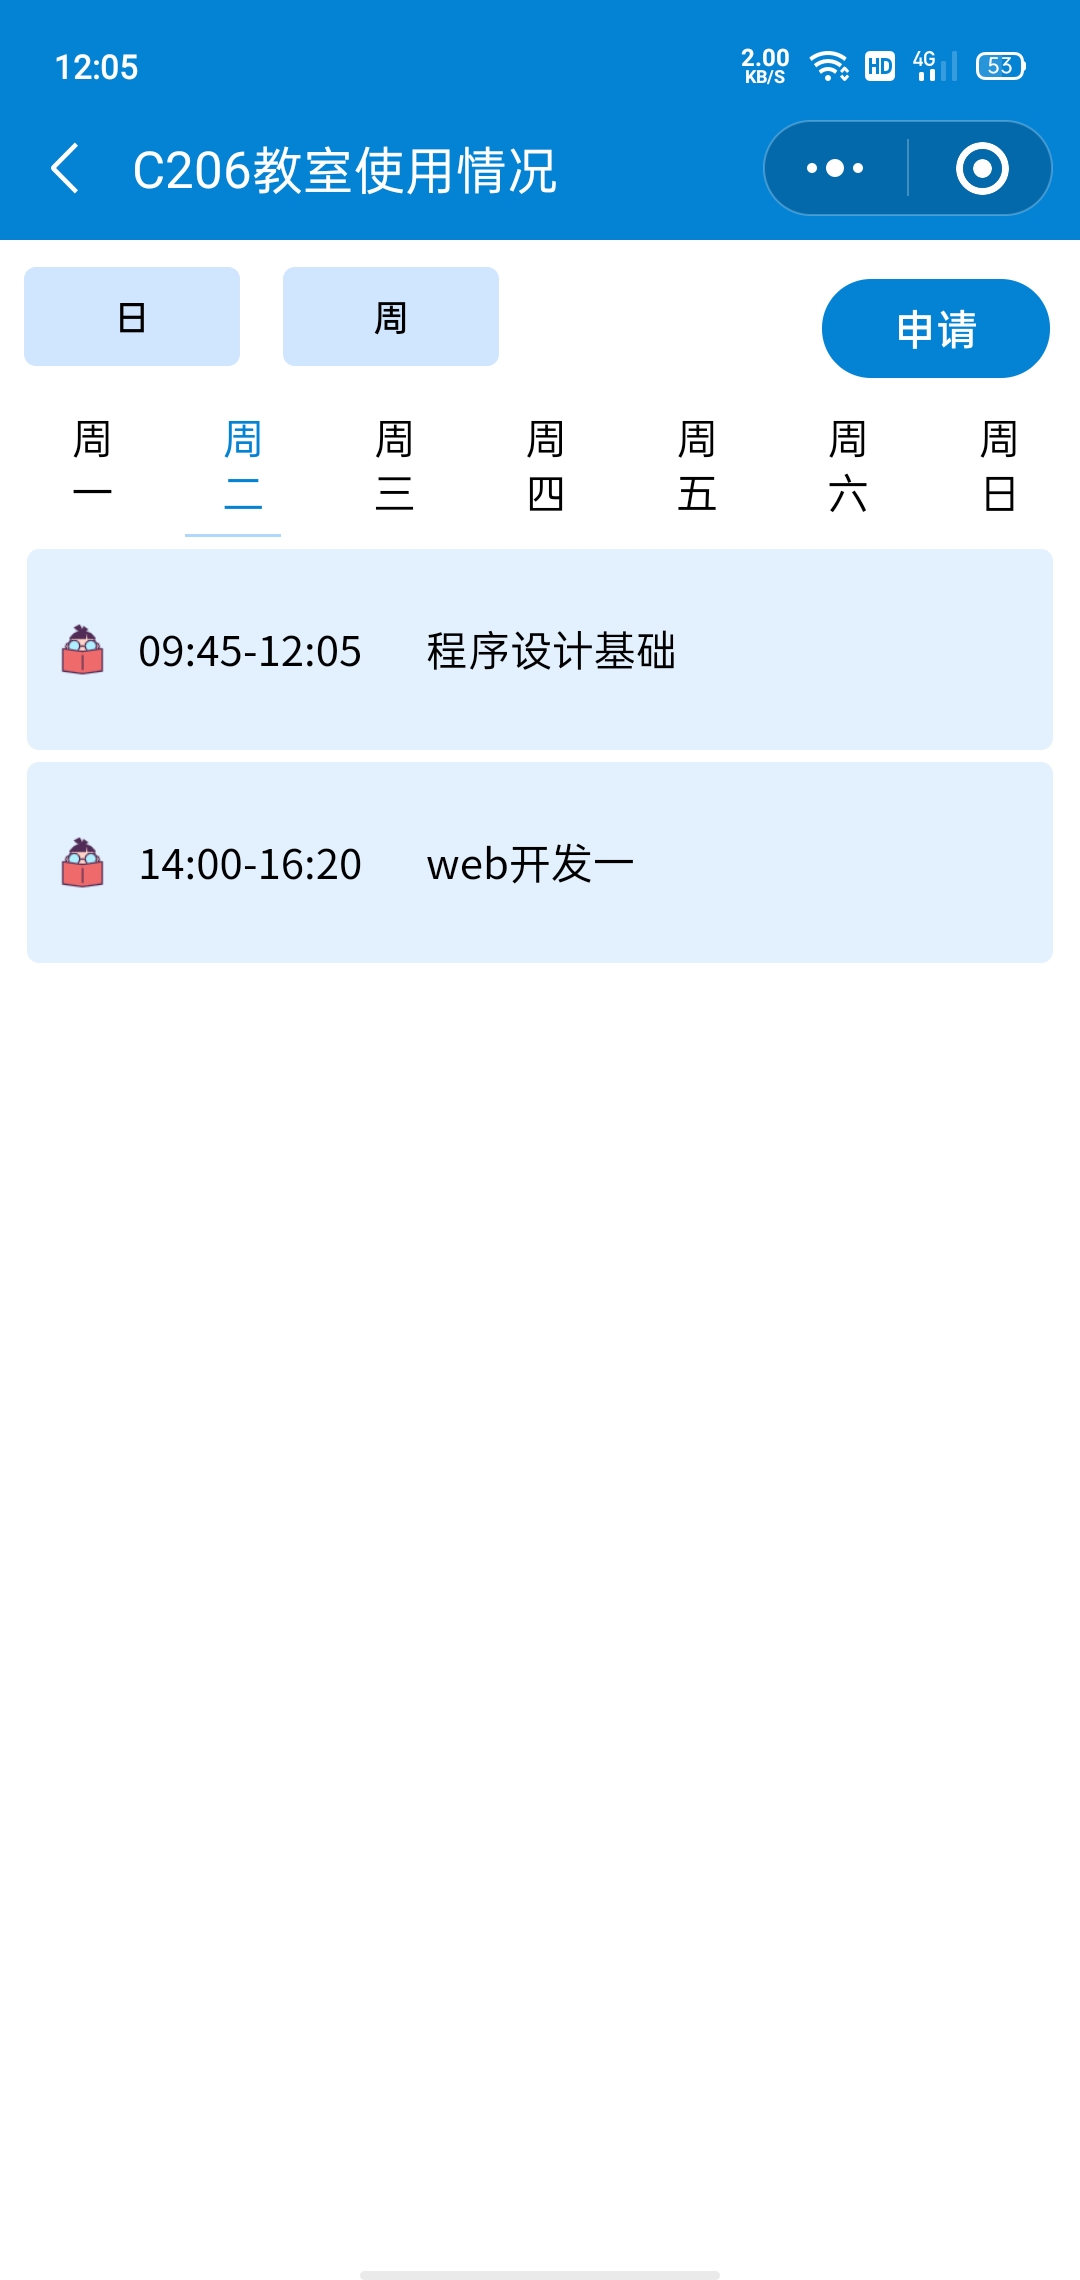 12:05
2.00
KB/S
HD
4G
53
C206教室使用情况
日 周 申请
周一 周二 周三 周四 周五 周六 周日
09:45-12:05 程序设计基础
14:00-16:20 web开发一